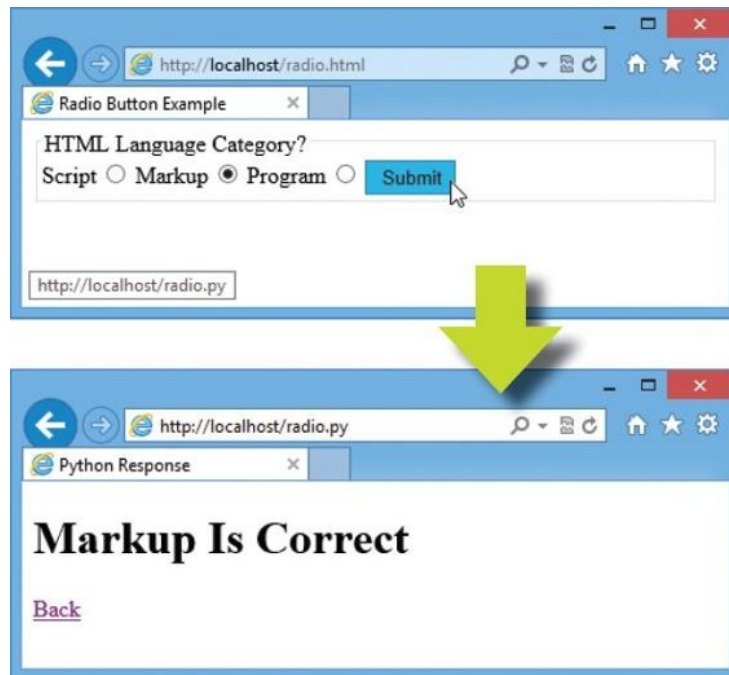 http://localhost/radio.html
Radio Button Example
HTML Language Category?
Script Markup Program Submit
http://localhost/radio.py
http://localhost/radio.py
Python Response
Markup Is Correct
Back